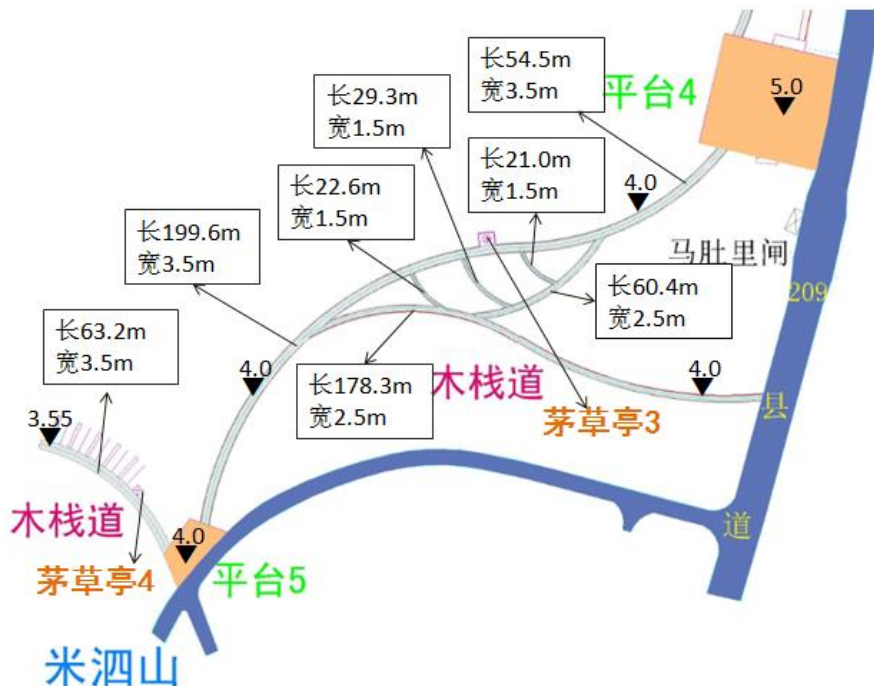 长54.5m
宽3.5m
平台4
5.0
长29.3m
宽1.5m
长21.0m
宽1.5m
4.0
长22.6m
宽1.5m
长199.6m
宽3.5m
马肚里闸
209
长60.4m
宽2.5m
长63.2m
宽3.5m
4.0
长178.3m
宽2.5m
木栈道
4.0
茅草亭3
县
3.55
木栈道
道
4.0
茅草亭4
平台5
米泗山